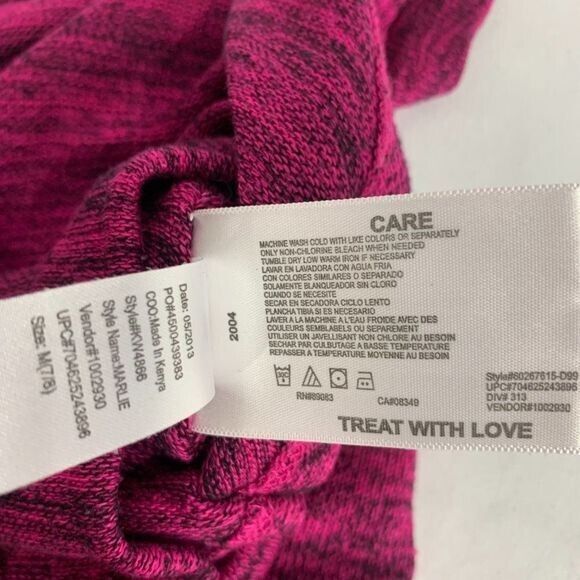 CARE
MACHINE WASH COLD WITH LIKE COLORS OR SEPARATELY
ONLY NON-CHLORINE BLEACH WHEN NEEDED
TUMBLE DRY LOW WARM IRON IF NECESSARY
LAVAR EN LAVADORA CON AGUA FRIA
CON COLORES SIMILARES O SEPARADO
SOLAMENTE BLANQUEADOR SIN CLORO
CUANDO SE NECESITE
SECAR EN SECADORA CICLO LENTO
PLANCHA TIBIA SI ES NECESARIO
LAVER A LA MACHINE A L'EAU FROIDE AVEC DES
COULEURS SEMBLABLES OU SEPAREMENT
UTILISER UN JAVELLISANT NON CHLORE AU BESOIN
SECHAR PAR CULBUTAGE A BASSE TEMPERATURE
REPASSER A TEMPERATURE MOYENNE AU BESOIN
RN#89083
CA#08349
Style#60267615-D99
UPC#704625243896
DIV# 313
VENDOR#1002930
TREAT WITH LOVE
2004
Date: 05/2013
PO#4500439383
COO:Made In Kenya
Style#KW4866
Style Name:MARLIE
Vendor#1002930
UPC#704625243896
Size: M(7/8)